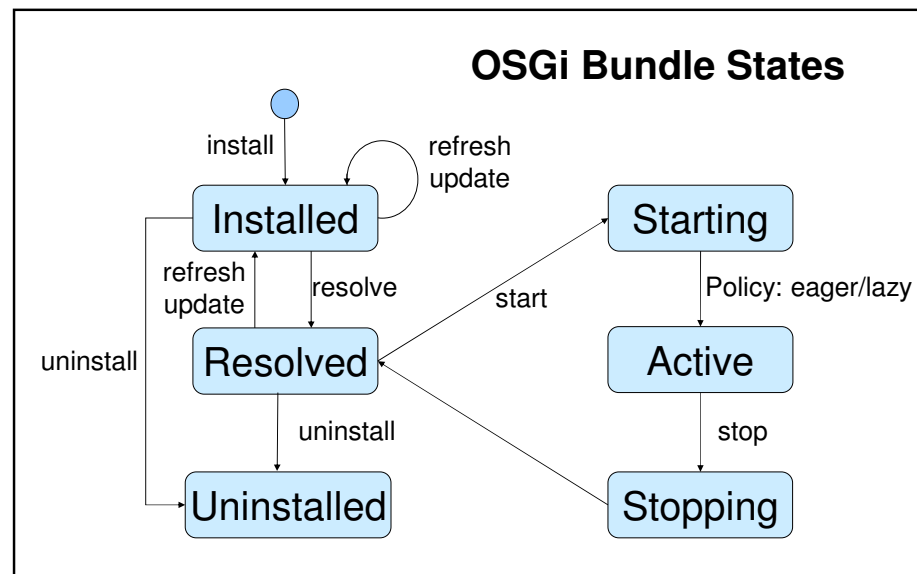 OSGi Bundle States
install
refresh
update
Installed
Starting
refresh
update
resolve
start
Policy: eager/lazy
uninstall
Resolved
Active
uninstall
stop
Uninstalled
Stopping